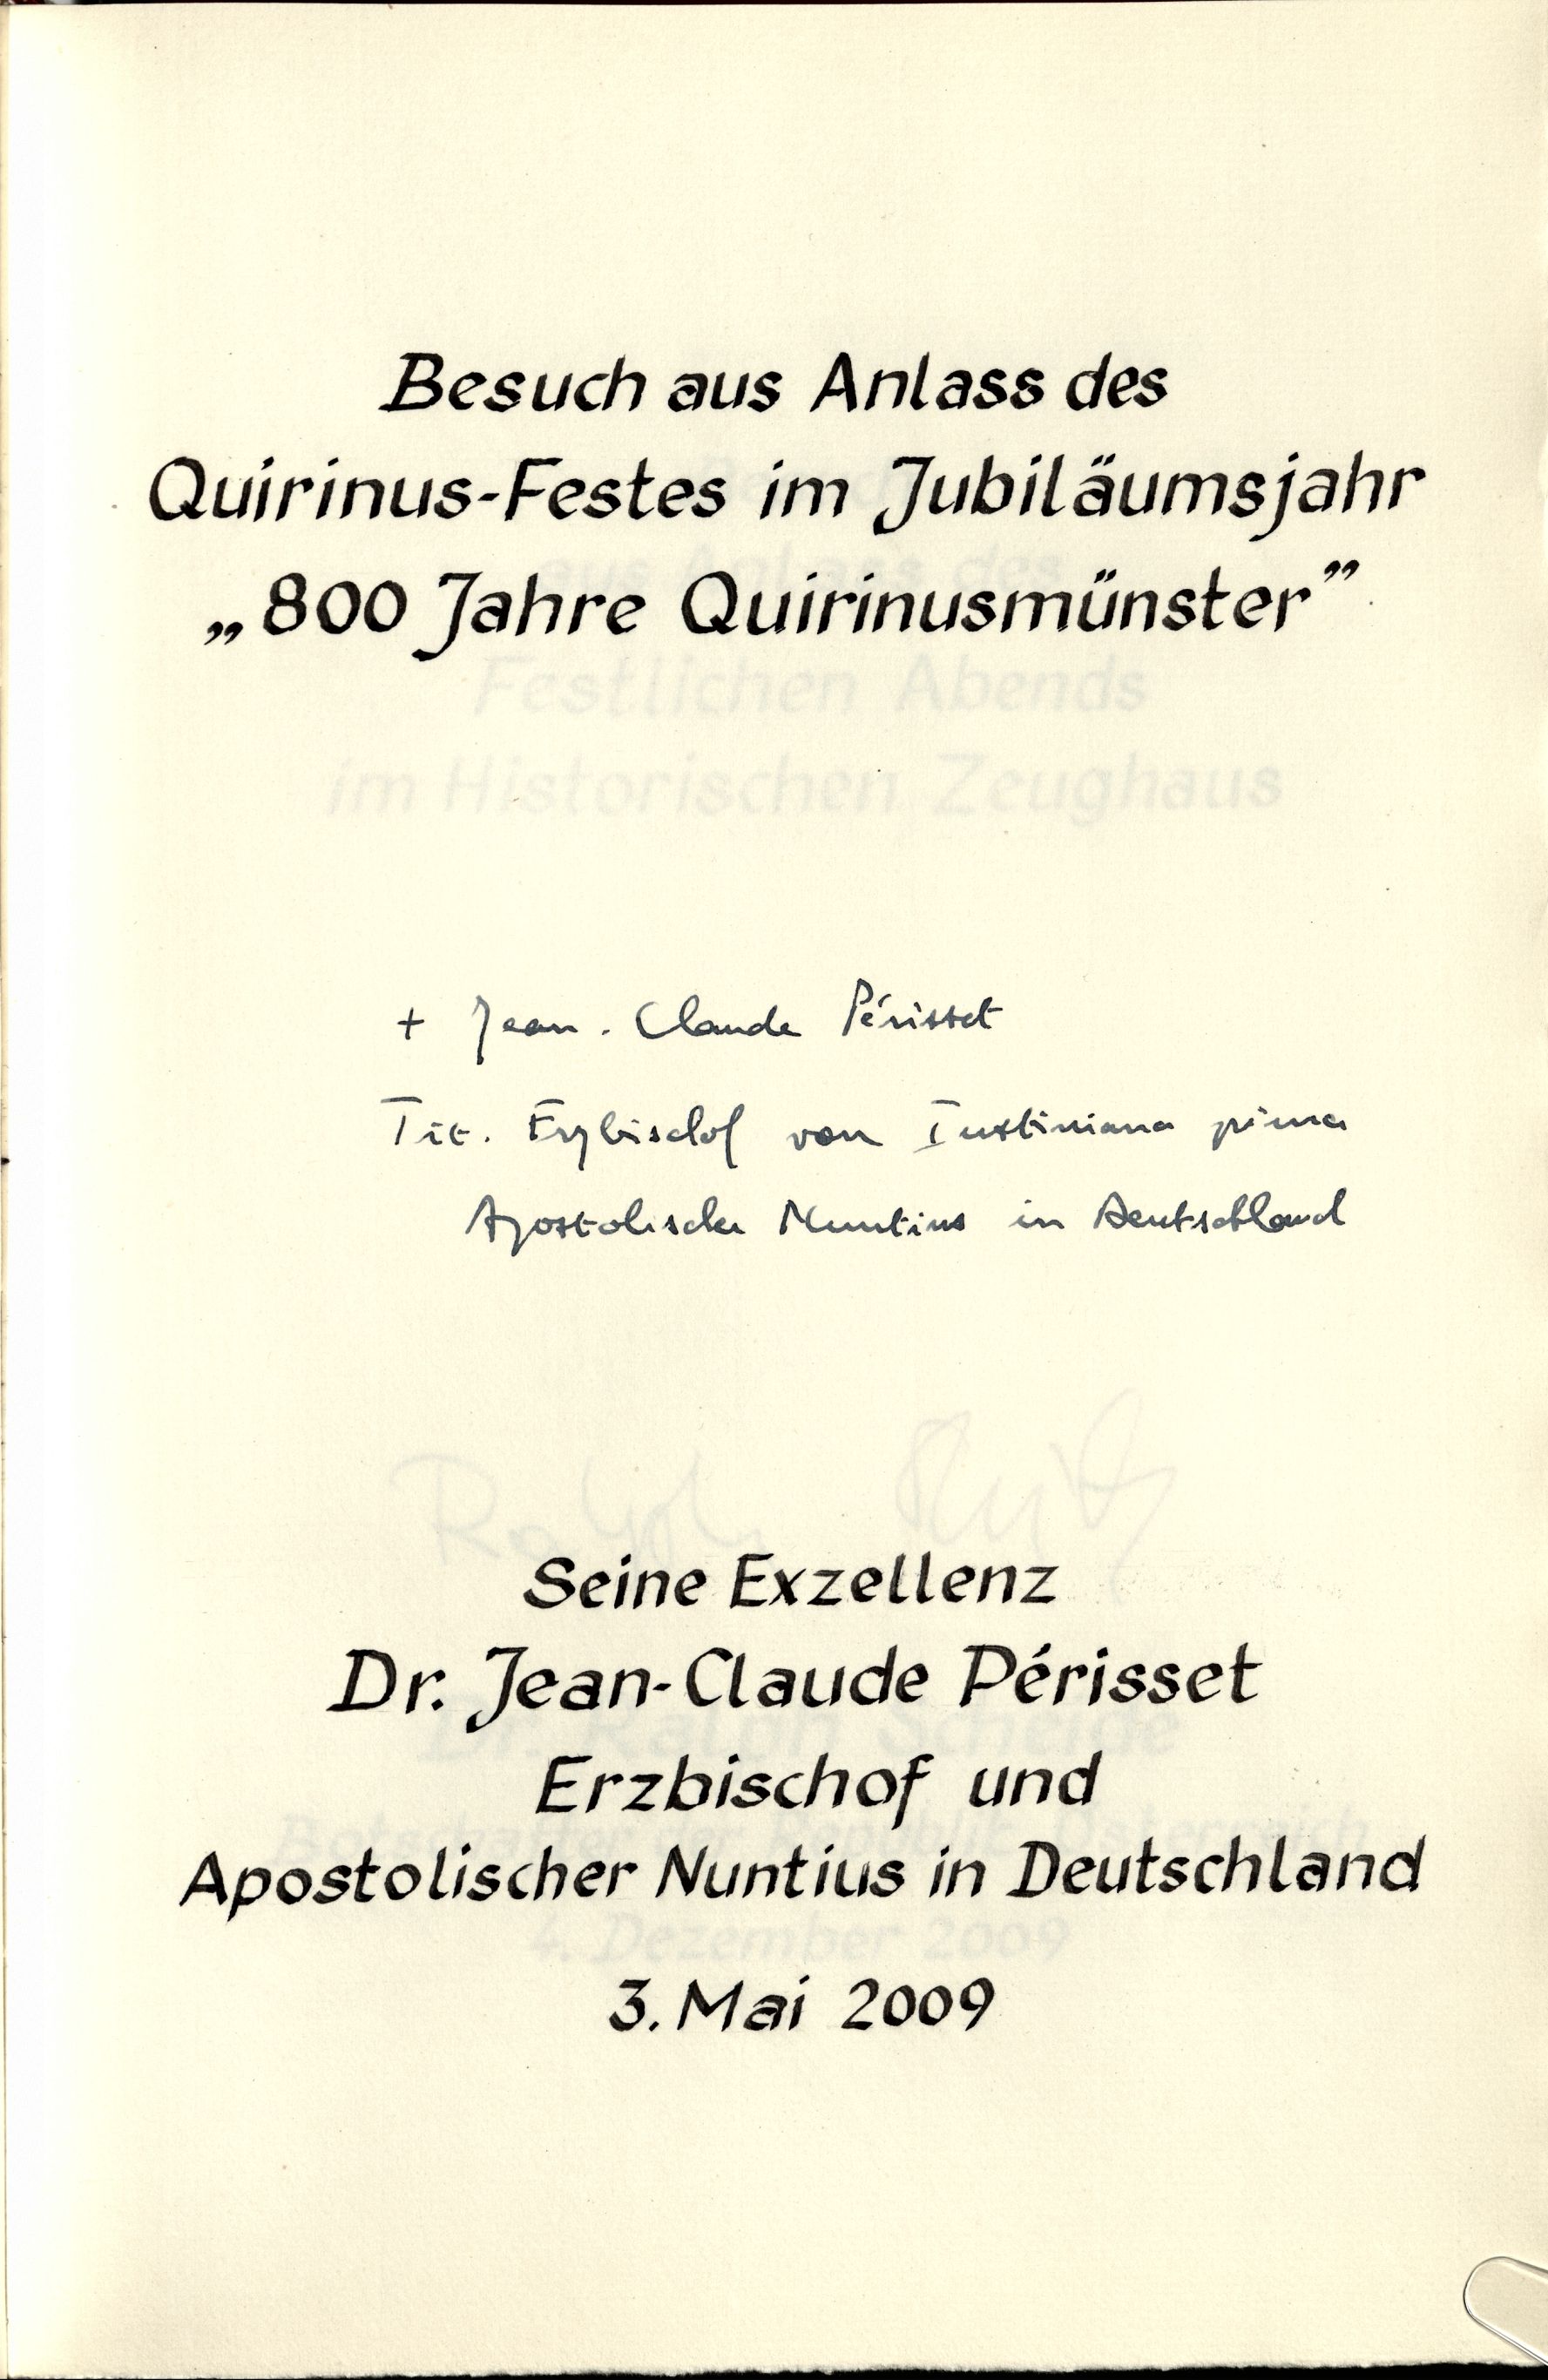 Besuch aus Anlass des
Quirinus-Festes im Jubiläumsjahr
„800 Jahre Quirinusmünster”
+ Jean-Claude Périsset
Tit. Erzbischof von Iustiniana prima
Apostolischer Nuntius in Deutschland
Seine Exzellenz
Dr. Jean-Claude Périsset
Erzbischof und
Apostolischer Nuntius in Deutschland
3. Mai 2009